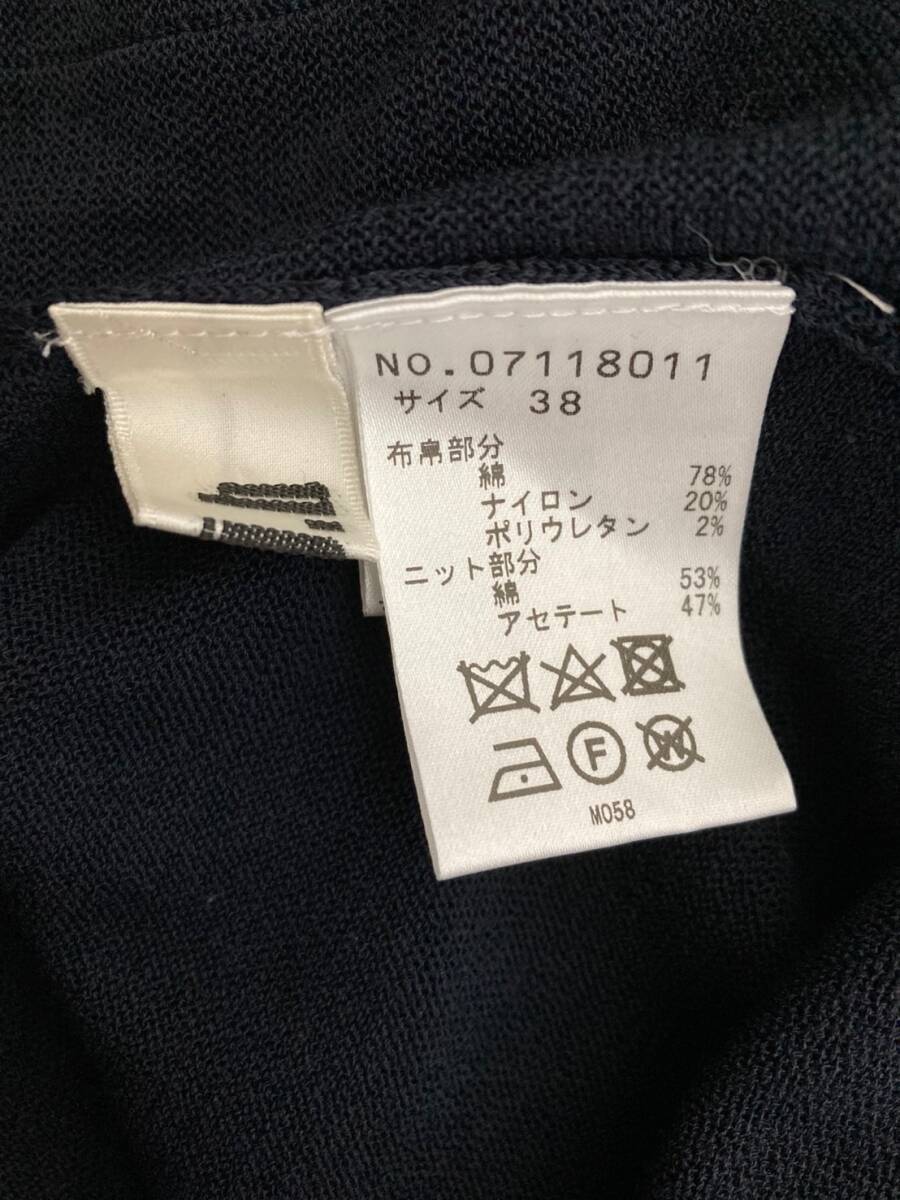 NO.07118011
サイズ 38
布帛部分
綿 78%
ナイロン 20%
ポリウレタン 2%
ニット部分
綿 53%
アセテート 47%
F
W
M058